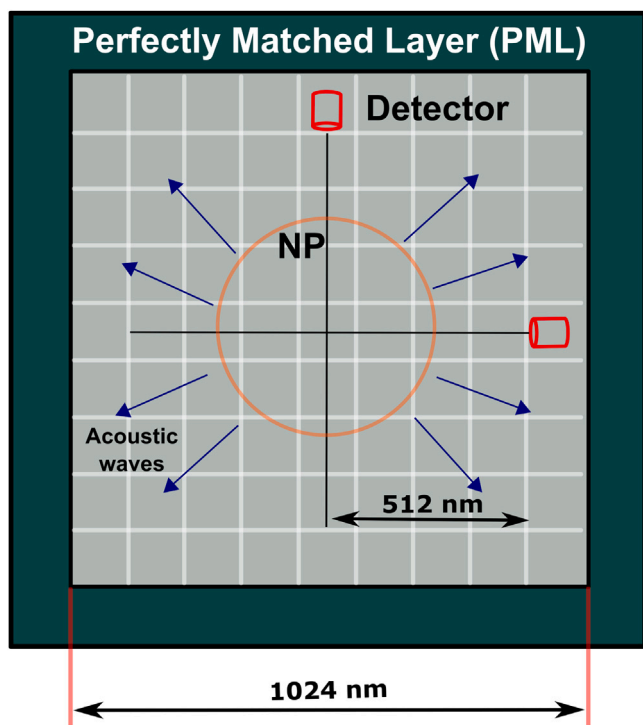 Perfectly Matched Layer (PML)
Detector
NP
Acoustic
waves
512 nm
1024 nm